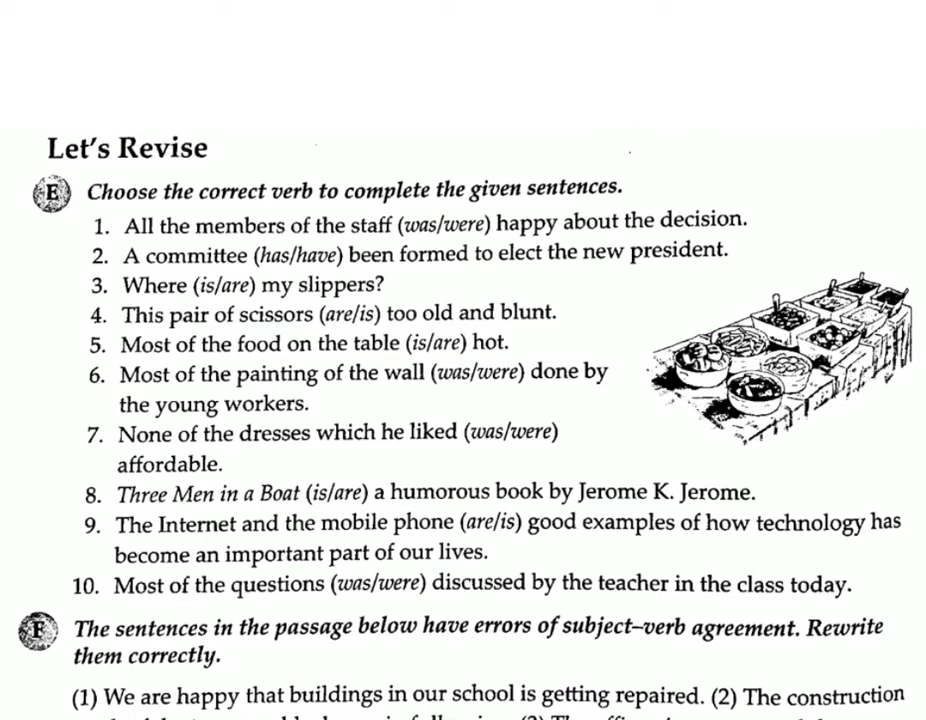 Let's Revise
E Choose the correct verb to complete the given sentences.
1. All the members of the staff (was/were) happy about the decision.
2. A committee (has/have) been formed to elect the new president.
3. Where (is/are) my slippers?
4. This pair of scissors (are/is) too old and blunt.
5. Most of the food on the table (is/are) hot.
6. Most of the painting of the wall (was/were) done by
the young workers.
7. None of the dresses which he liked (was/were)
affordable.
8. Three Men in a Boat (is/are) a humorous book by Jerome K. Jerome.
9. The Internet and the mobile phone (are/is) good examples of how technology has
become an important part of our lives.
10. Most of the questions (was/were) discussed by the teacher in the class today.
F The sentences in the passage below have errors of subject–verb agreement. Rewrite
them correctly.
(1) We are happy that buildings in our school is getting repaired. (2) The construction